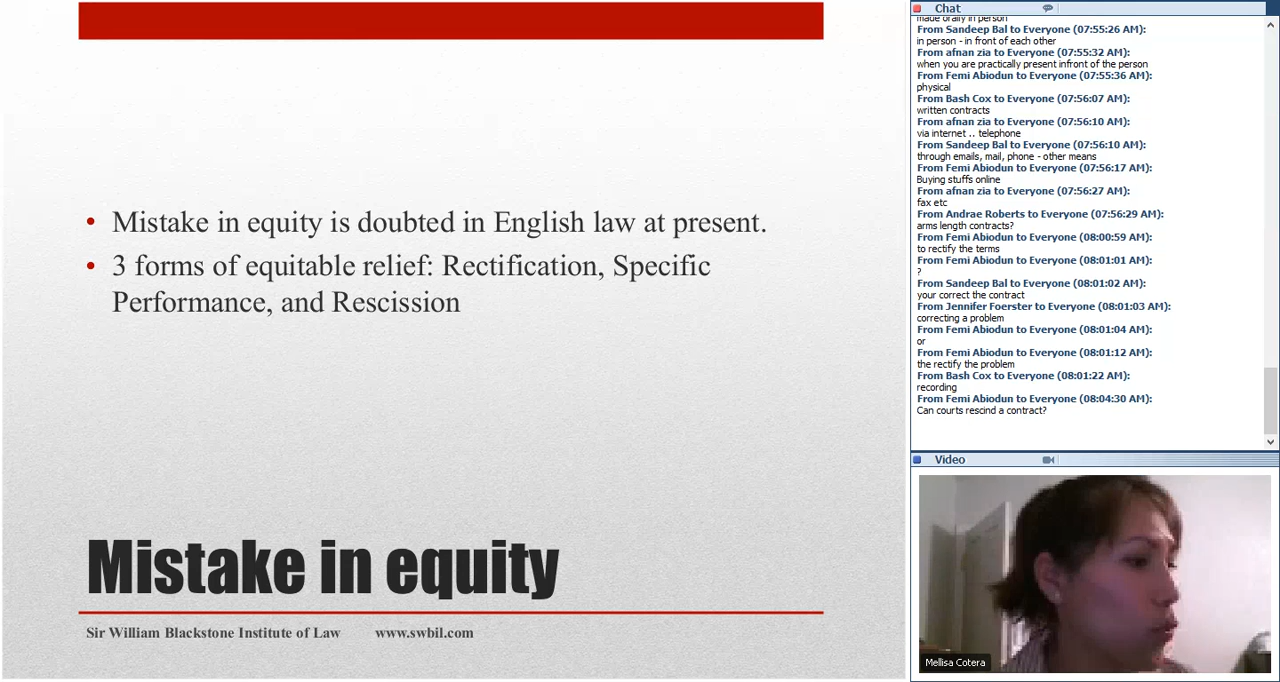 • Mistake in equity is doubted in English law at present.
• 3 forms of equitable relief: Rectification, Specific
Performance, and Rescission
Mistake in equity
Sir William Blackstone Institute of Law www.swbil.com
Chat
made orally in person
From Sandeep Bal to Everyone (07:55:26 AM):
in person - in front of each other
From afnan zia to Everyone (07:55:32 AM):
when you are practically present infront of the person
From Femi Abiodun to Everyone (07:55:36 AM):
physical
From Bash Cox to Everyone (07:56:07 AM):
written contracts
From afnan zia to Everyone (07:56:10 AM):
via internet .. telephone
From Sandeep Bal to Everyone (07:56:10 AM):
through emails, mail, phone - other means
From Femi Abiodun to Everyone (07:56:17 AM):
Buying stuffs online
From afnan zia to Everyone (07:56:27 AM):
fax etc
From Andrae Roberts to Everyone (07:56:29 AM):
arms length contracts?
From Femi Abiodun to Everyone (08:00:59 AM):
to rectify the terms
From Femi Abiodun to Everyone (08:01:01 AM):
?
From Sandeep Bal to Everyone (08:01:02 AM):
your correct the contract
From Jennifer Foerster to Everyone (08:01:03 AM):
correcting a problem
From Femi Abiodun to Everyone (08:01:04 AM):
or
From Femi Abiodun to Everyone (08:01:12 AM):
the rectify the problem
From Bash Cox to Everyone (08:01:22 AM):
recording
From Femi Abiodun to Everyone (08:04:30 AM):
Can courts rescind a contract?
Video
Mellisa Cotera